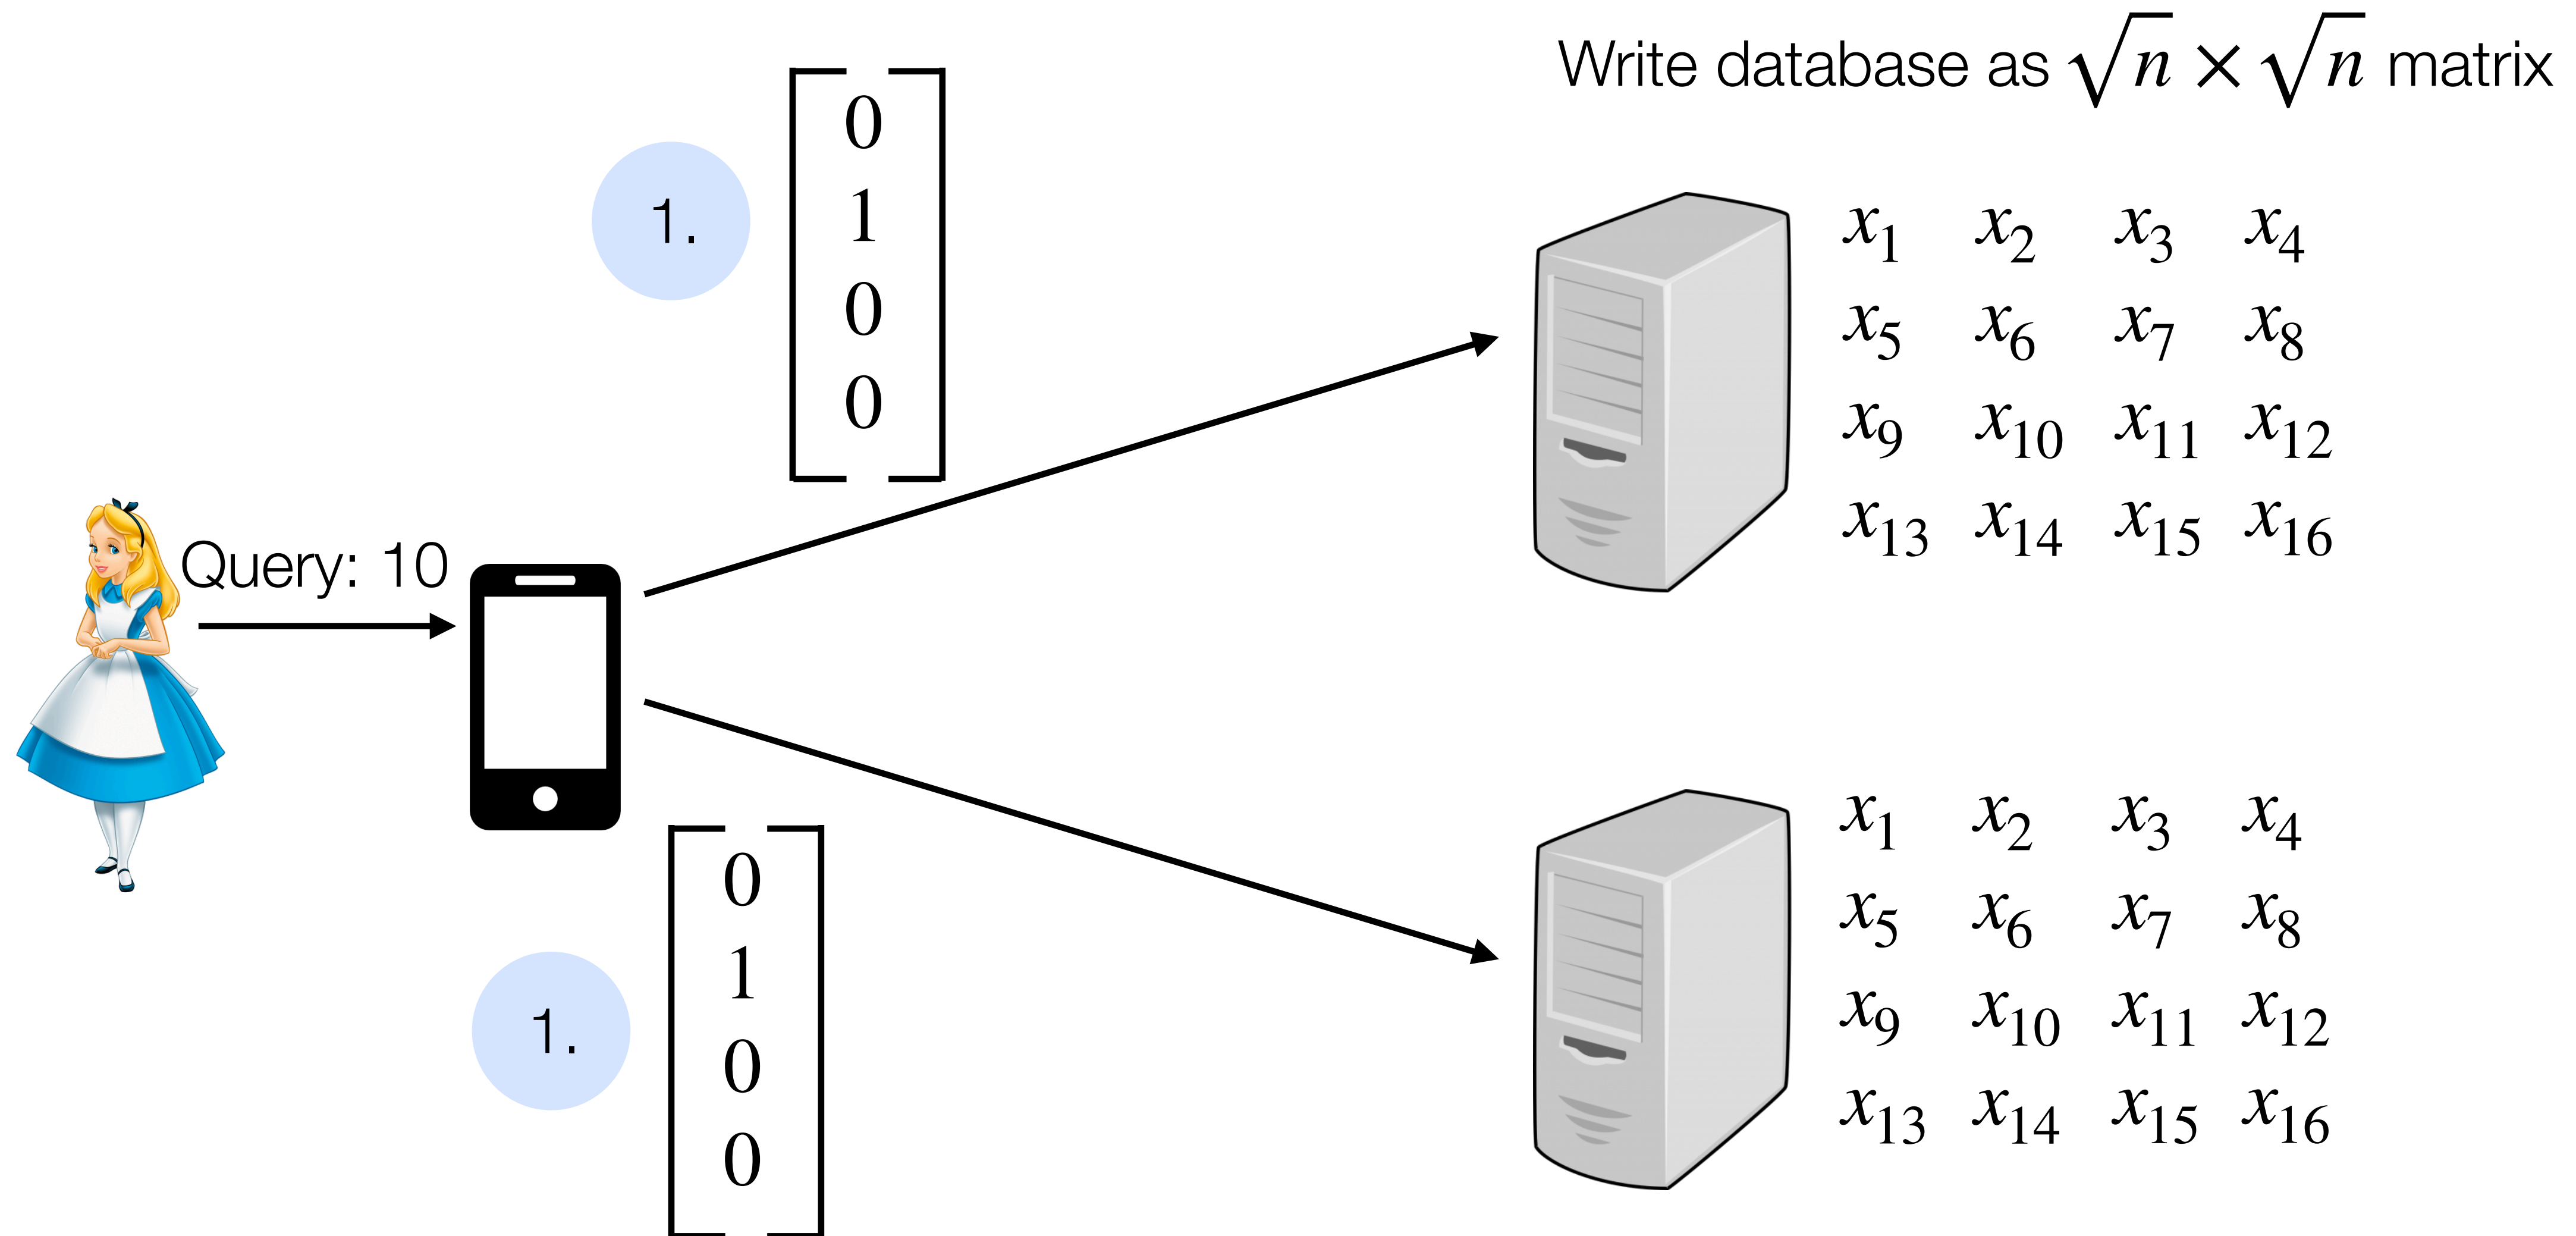 Write database as √n × √n matrix
1.
0
1
0
0
x1 x2 x3 x4
x5 x6 x7 x8
x9 x10 x11 x12
x13 x14 x15 x16
Query: 10
1.
0
1
0
0
x1 x2 x3 x4
x5 x6 x7 x8
x9 x10 x11 x12
x13 x14 x15 x16